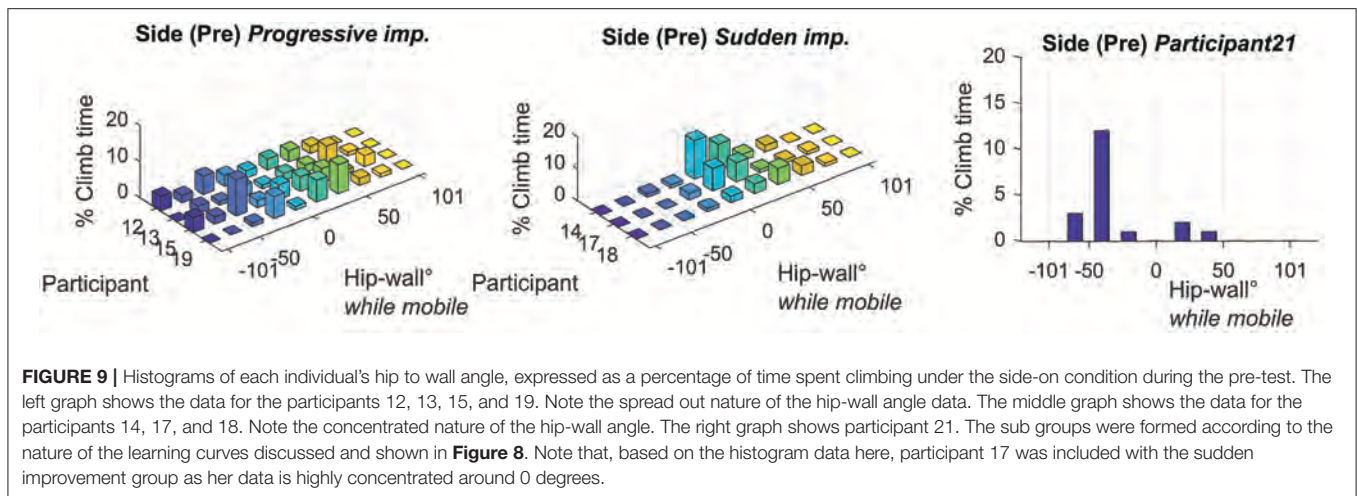 Side (Pre) Progressive imp.
20
10
0
% Climb time
12
13
15
19
Participant
-101
-50
0
50
101
Hip-wall°
while mobile
Side (Pre) Sudden imp.
20
10
0
% Climb time
14
17
18
Participant
-101
-50
0
50
101
Hip-wall°
while mobile
Side (Pre) Participant21
20
15
10
5
0
% Climb time
-101 -50 0 50 101
Hip-wall°
while mobile
FIGURE 9 | Histograms of each individual's hip to wall angle, expressed as a percentage of time spent climbing under the side-on condition during the pre-test. The
left graph shows the data for the participants 12, 13, 15, and 19. Note the spread out nature of the hip-wall angle data. The middle graph shows the data for the
participants 14, 17, and 18. Note the concentrated nature of the hip-wall angle. The right graph shows participant 21. The sub groups were formed according to the
nature of the learning curves discussed and shown in Figure 8. Note that, based on the histogram data here, participant 17 was included with the sudden
improvement group as her data is highly concentrated around 0 degrees.